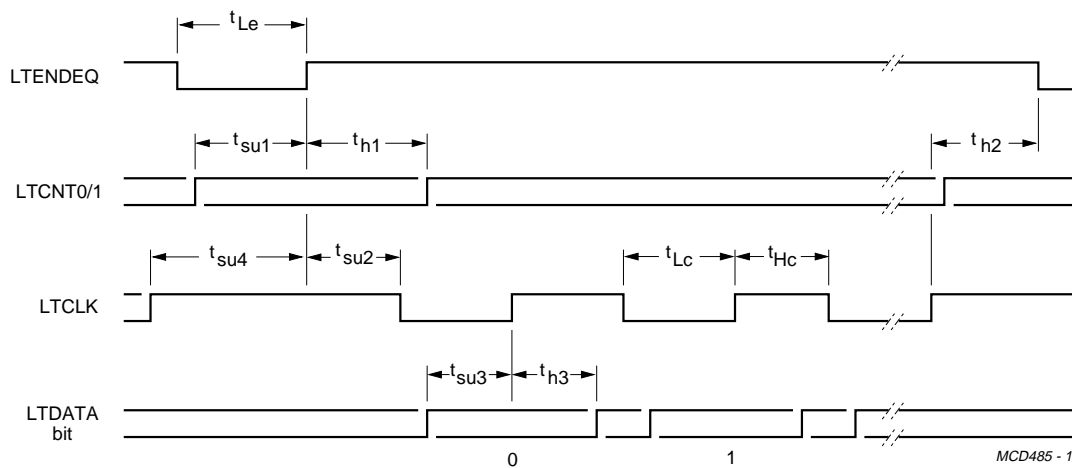 tLe
LTENDEQ
tsu1
th1
th2
LTCNT0/1
tsu4
tsu2
tLc
tHc
LTCLK
tsu3
th3
LTDATA
bit
0
1
MCD485 - 1